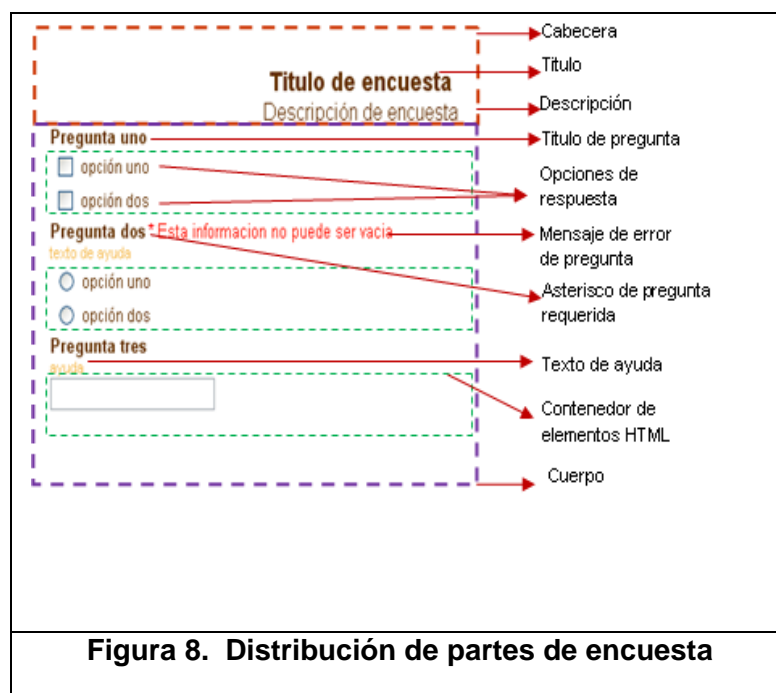 Cabecera
Titulo de encuesta
Titulo
Descripción de encuesta
Descripción
Pregunta uno
Titulo de pregunta
opción uno
opción dos
Opciones de
respuesta
Pregunta dos * Esta informacion no puede ser vacia
Mensaje de error
de pregunta
texto de ayuda
opción uno
opción dos
Asterisco de pregunta
requerida
Pregunta tres
ayuda
Texto de ayuda
Contenedor de
elementos HTML
Cuerpo
Figura 8. Distribución de partes de encuesta